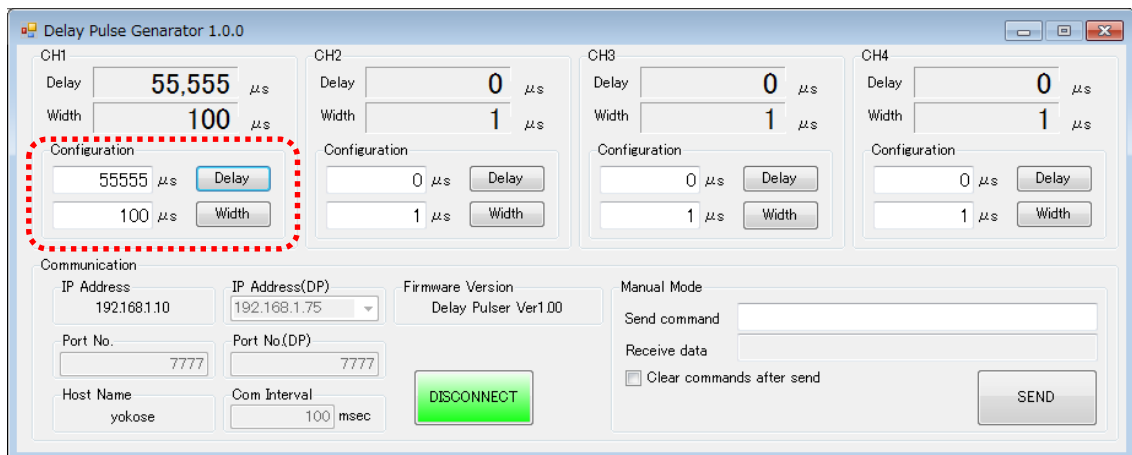 Delay Pulse Genarator 1.0.0
CH1
Delay 55,555 μs
Width 100 μs
Configuration
55555 μs Delay
100 μs Width
CH2
Delay 0 μs
Width 1 μs
Configuration
0 μs Delay
1 μs Width
CH3
Delay 0 μs
Width 1 μs
Configuration
0 μs Delay
1 μs Width
CH4
Delay 0 μs
Width 1 μs
Configuration
0 μs Delay
1 μs Width
Communication
IP Address
192.168.1.10
IP Address(DP)
192.168.1.75
Firmware Version
Delay Pulser Ver1.00
Port No.
7777
Port No.(DP)
7777
Host Name
yokose
Com Interval
100 msec
DISCONNECT
Manual Mode
Send command
Receive data
Clear commands after send
SEND